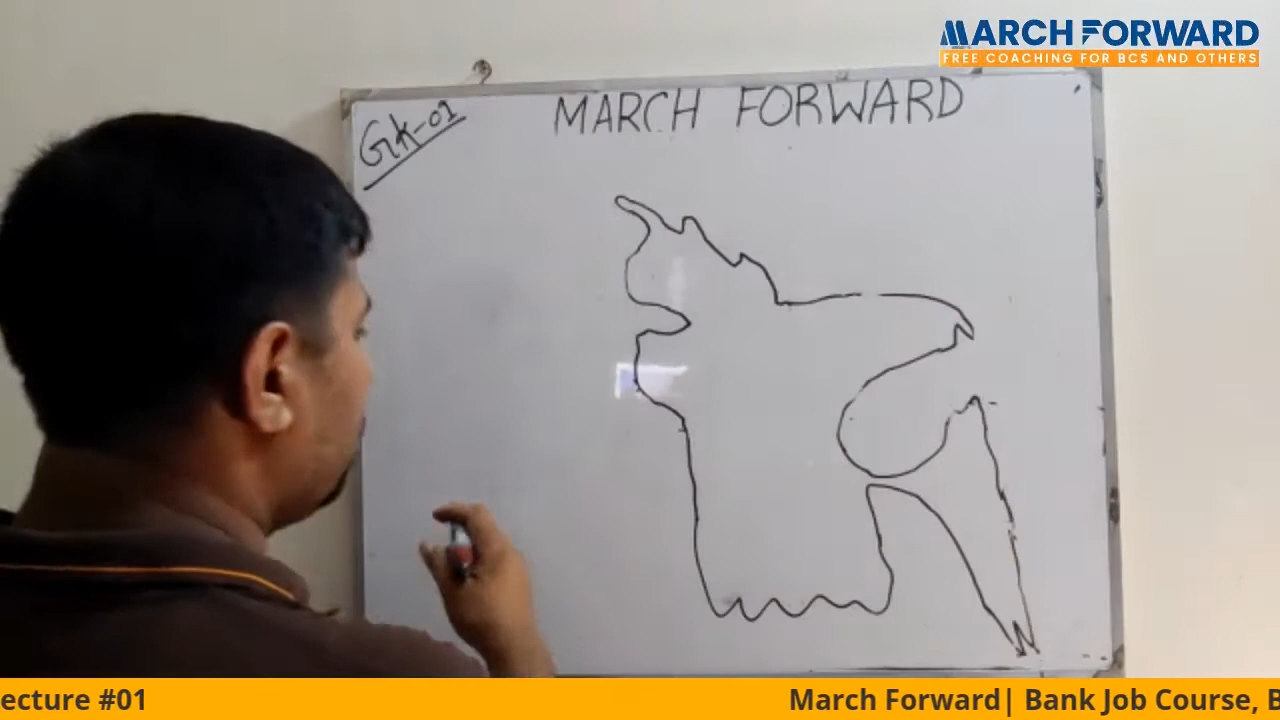 MARCH FORWARD
FREE COACHING FOR BCS AND OTHERS
MARCH FORWARD
GK-01
ecture #01
March Forward| Bank Job Course, B